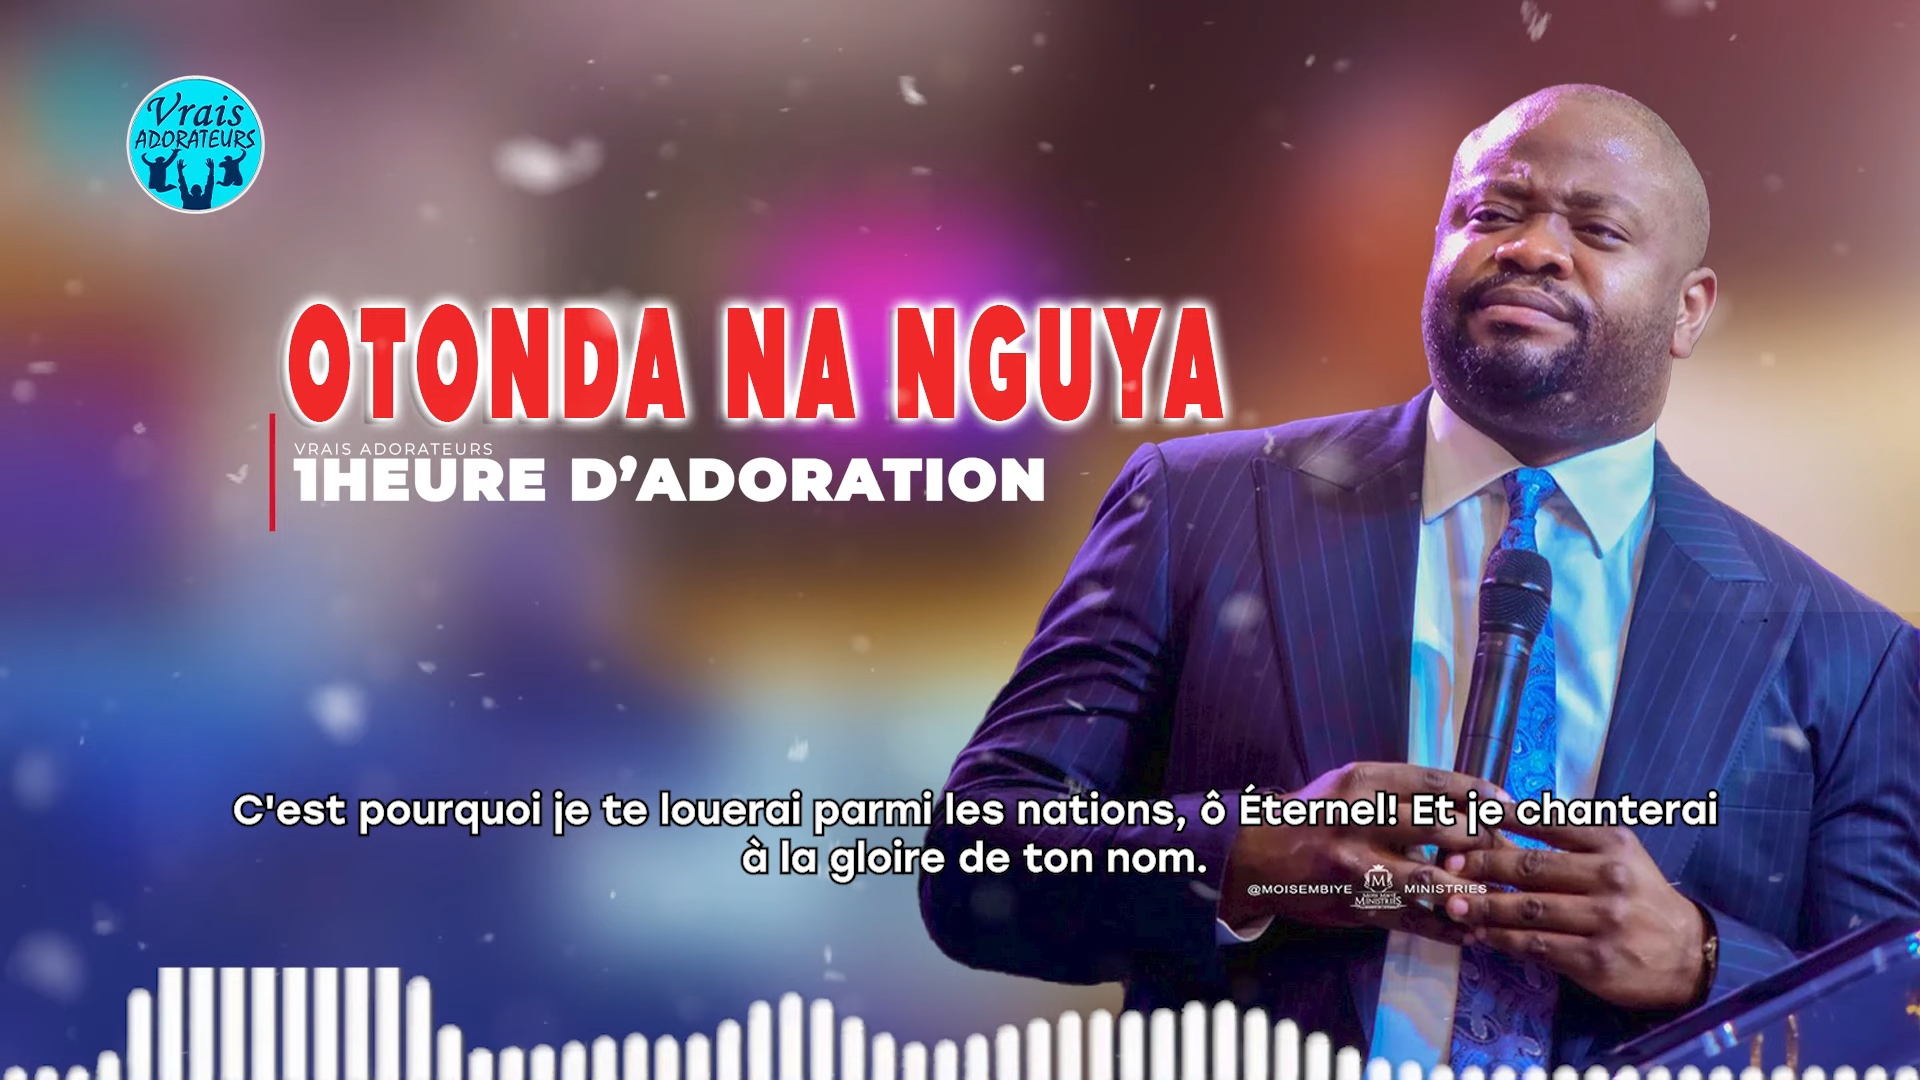 Vrais
ADORATEURS
OTONDA NA NGUYA
VRAIS ADORATEURS
1HEURE D’ADORATION
C'est pourquoi je te louerai parmi les nations, ô Éternel! Et je chanterai
à la gloire de ton nom.
@MOISEMBIYE M MINISTRIES
MINISTRIES